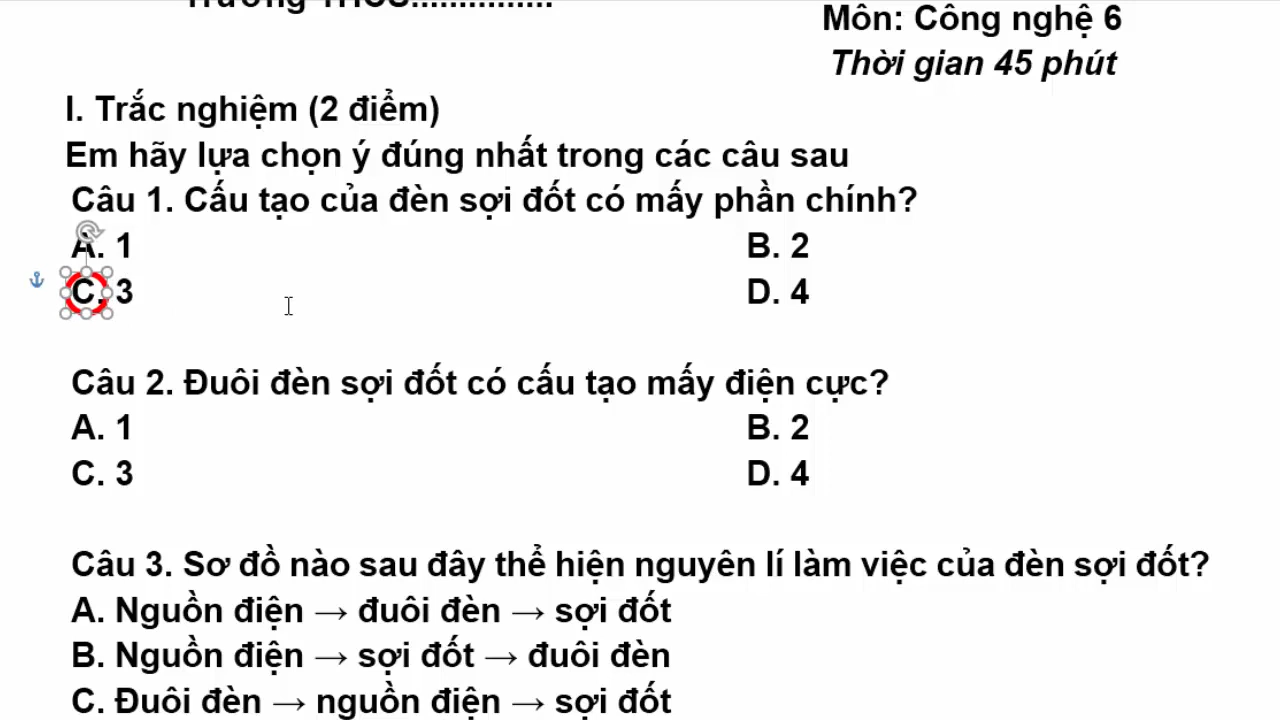 Trường THCS................
Môn: Công nghệ 6
Thời gian 45 phút
I. Trắc nghiệm (2 điểm)
Em hãy lựa chọn ý đúng nhất trong các câu sau
Câu 1. Cấu tạo của đèn sợi đốt có mấy phần chính?
A. 1 B. 2
C. 3 D. 4
Câu 2. Đuôi đèn sợi đốt có cấu tạo mấy điện cực?
A. 1 B. 2
C. 3 D. 4
Câu 3. Sơ đồ nào sau đây thể hiện nguyên lí làm việc của đèn sợi đốt?
A. Nguồn điện → đuôi đèn → sợi đốt
B. Nguồn điện → sợi đốt → đuôi đèn
C. Đuôi đèn → nguồn điện → sợi đốt